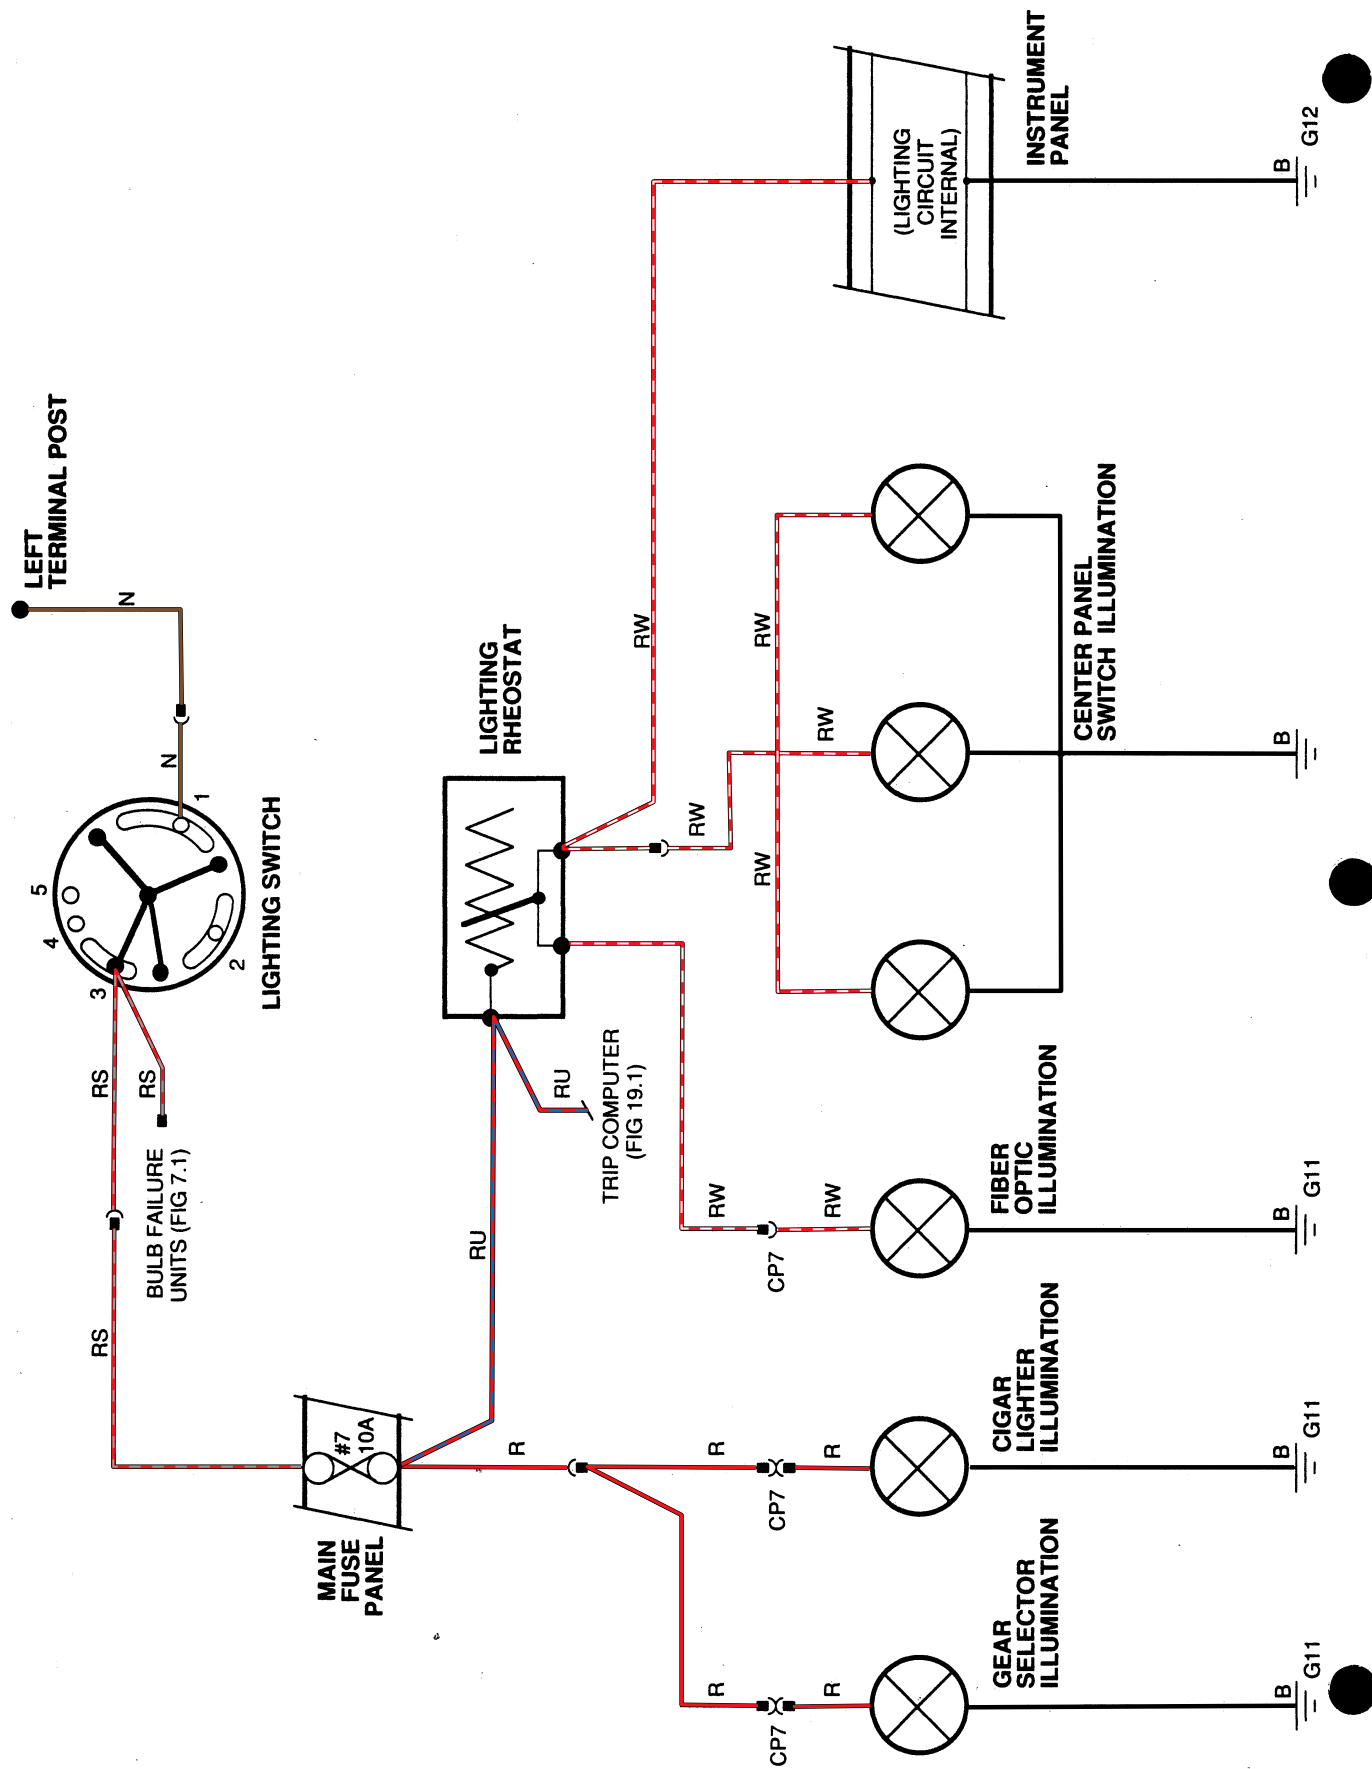 LEFT
TERMINAL POST
N
N
1
5
4
3
2
LIGHTING SWITCH
RS
RS
BULB FAILURE
UNITS (FIG 7.1)
RS
MAIN
FUSE
PANEL
#7
10A
LIGHTING
RHEOSTAT
RU
RU
TRIP COMPUTER
(FIG 19.1)
R
R
R
CP7
R
R
CP7
RW
RW
CP7
RW
RW
RW
RW
RW
(LIGHTING
CIRCUIT
INTERNAL)
INSTRUMENT
PANEL
CENTER PANEL
SWITCH ILLUMINATION
FIBER
OPTIC
ILLUMINATION
CIGAR
LIGHTER
ILLUMINATION
GEAR
SELECTOR
ILLUMINATION
B
G11
B
G11
B
G11
B
B
G12